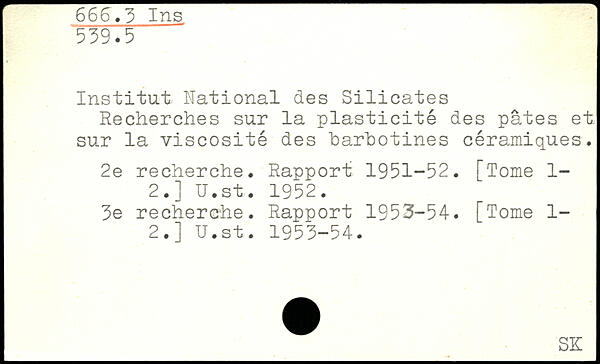 666.3 Ins
539.5
Institut National des Silicates
Recherches sur la plasticité des pâtes et
sur la viscosité des barbotines céramiques.
2e recherche. Rapport 1951-52. [Tome 1-
2.] U.st. 1952.
3e recherche. Rapport 1953-54. [Tome 1-
2.] U.st. 1953-54.
SK